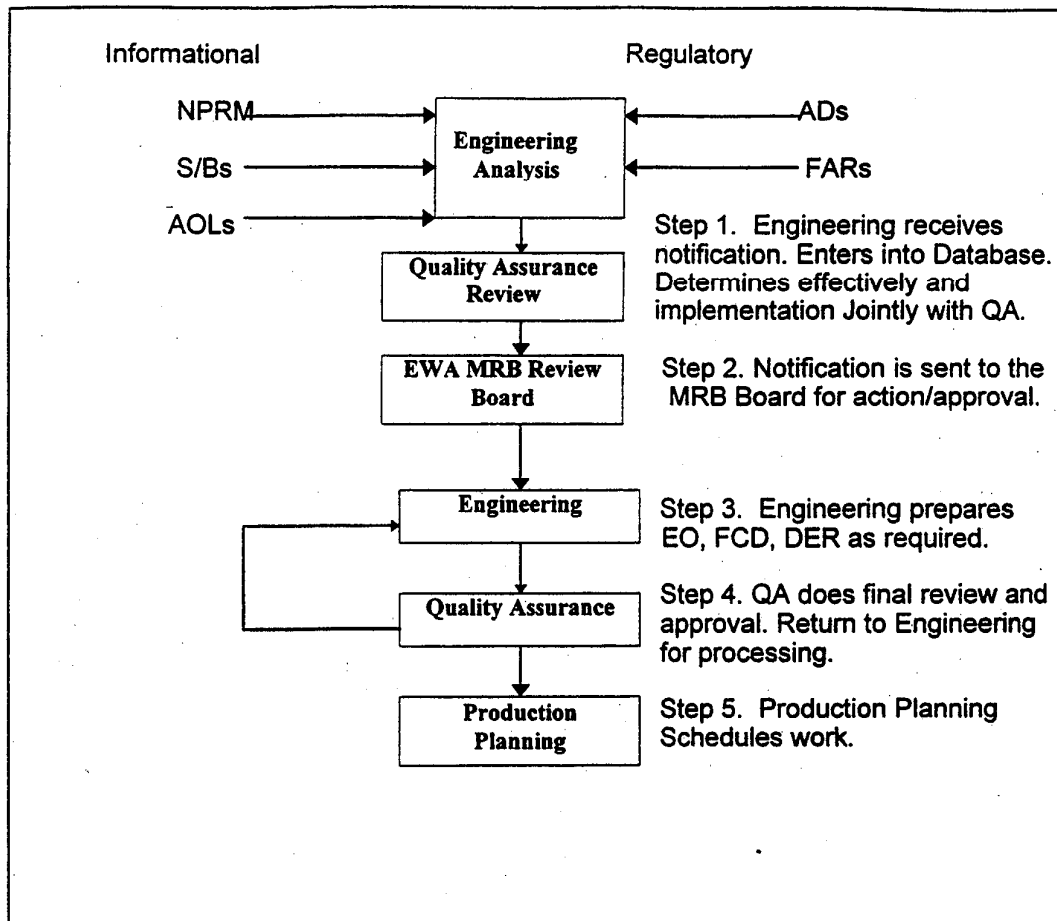 Informational
Regulatory
NPRM
ADs
Engineering
Analysis
S/Bs
FARs
AOLs
Step 1. Engineering receives
notification. Enters into Database.
Determines effectively and
implementation Jointly with QA.
Quality Assurance
Review
EWA MRB Review
Board
Step 2. Notification is sent to the
MRB Board for action/approval.
Engineering
Step 3. Engineering prepares
EO, FCD, DER as required.
Quality Assurance
Step 4. QA does final review and
approval. Return to Engineering
for processing.
Production
Planning
Step 5. Production Planning
Schedules work.